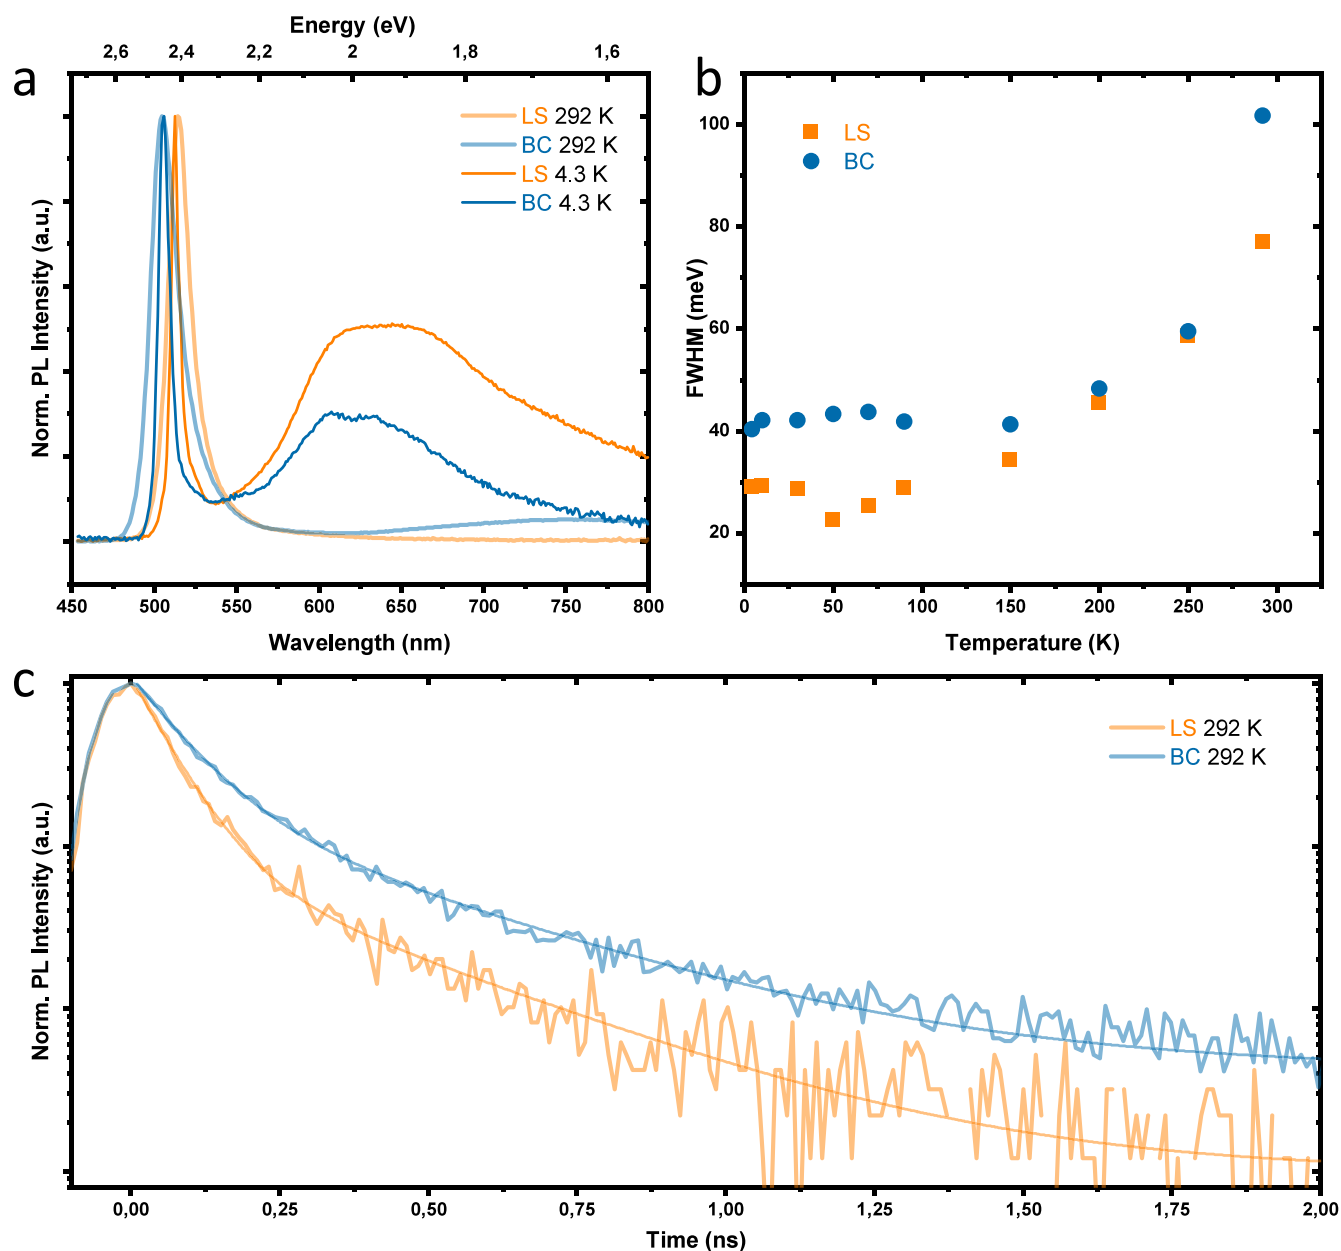 a
Energy (eV)
2,6 2,4 2,2 2 1,8 1,6
LS 292 K
BC 292 K
LS 4.3 K
BC 4.3 K
Norm. PL Intensity (a.u.)
450 500 550 600 650 700 750 800
Wavelength (nm)
b
LS
BC
FWHM (meV)
100
80
60
40
20
0 50 100 150 200 250 300
Temperature (K)
c
LS 292 K
BC 292 K
Norm. PL Intensity (a.u.)
0,00 0,25 0,50 0,75 1,00 1,25 1,50 1,75 2,00
Time (ns)